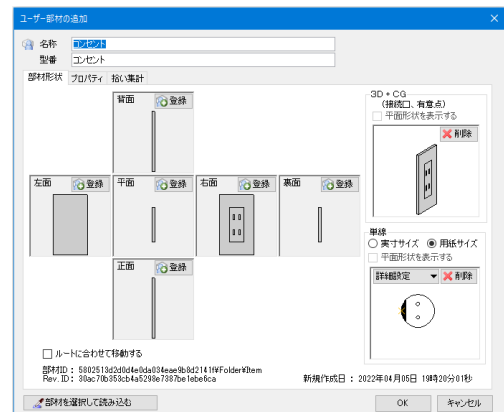 ユーザー部材の追加
名称 コンセント
型番 コンセント
部材形状 プロパティ 拾い集計
背面 登録
左面 登録 平面 登録 右面 登録 裏面 登録
正面 登録
3D + CG
(接続口、有意点)
平面形状を表示する
削除
単線
実寸サイズ 用紙サイズ
平面形状を表示する
詳細設定 削除
ルートに合わせて移動する
部材ID : 5802513d2d0d4e0da034eae9b8d2141f¥Folder¥Item
Rev. ID : 30ac70b353cb4a5298e7387be1ebe6ca
新規作成日 : 2022年04月05日 19時20分01秒
部材を選択して読み込む OK キャンセル